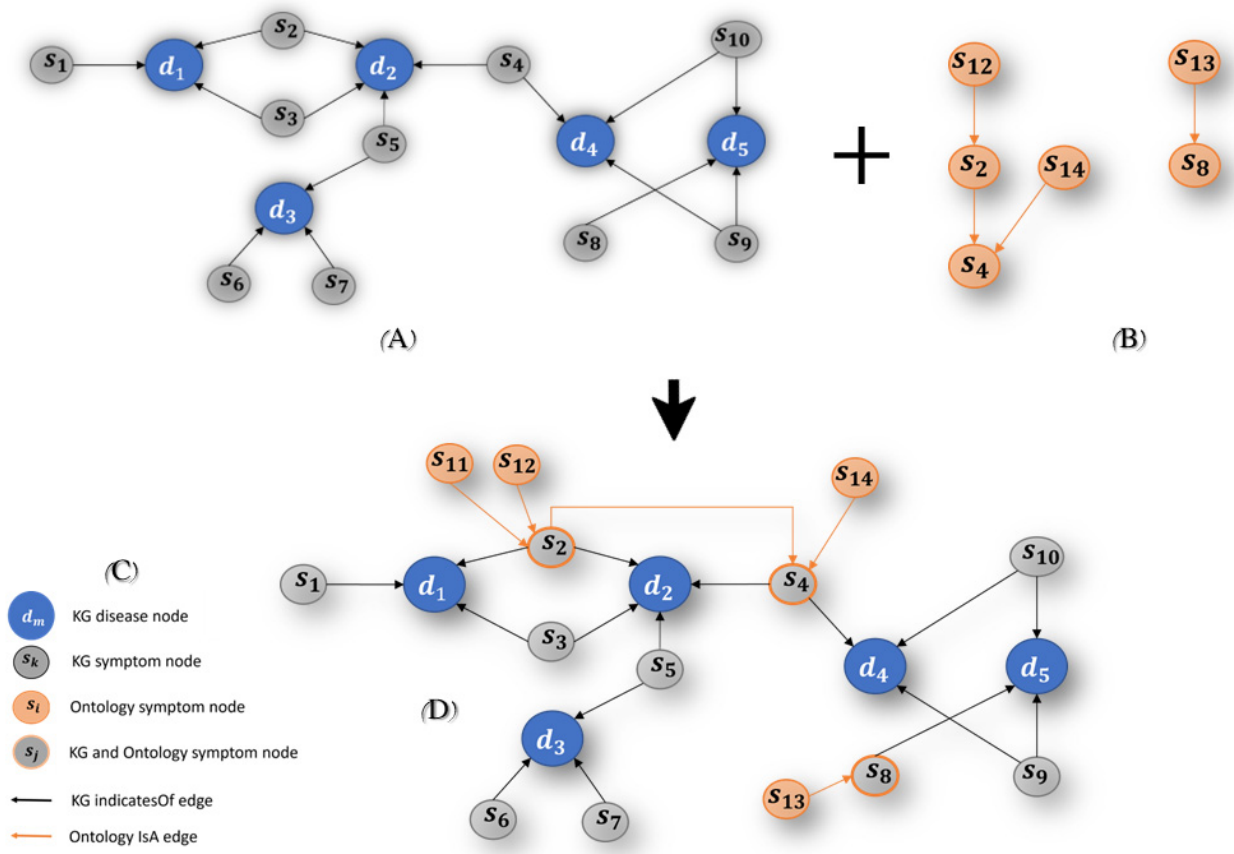 s2
s10
s12
s13
s1
d1
d2
s4
s3
s5
d4
d5
+
s2
s14
s8
d3
s8
s9
s4
s6
s7
(A)
(B)
s11
s12
s14
s2
s10
(C)
s1
d1
d2
s4
dm KG disease node
s3
sk KG symptom node
s5
d4
d5
si Ontology symptom node
(D)
d3
sj KG and Ontology symptom node
s8
s9
s13
KG indicatesOf edge
s6
s7
Ontology IsA edge